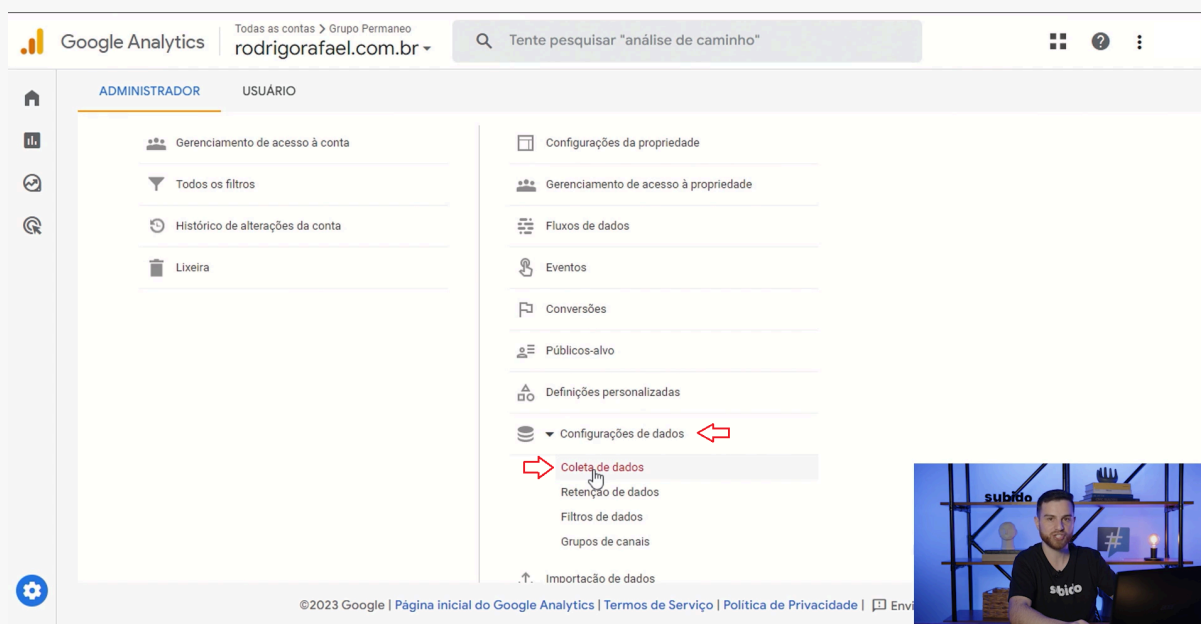 Google Analytics
Todas as contas > Grupo Permaneo
rodrigorafael.com.br
Tente pesquisar "análise de caminho"
ADMINISTRADOR
USUÁRIO
Gerenciamento de acesso à conta
Todos os filtros
Histórico de alterações da conta
Lixeira
Configurações da propriedade
Gerenciamento de acesso à propriedade
Fluxos de dados
Eventos
Conversões
Públicos-alvo
Definições personalizadas
Configurações de dados
Coleta de dados
Retenção de dados
Filtros de dados
Grupos de canais
Importação de dados
©2023 Google | Página inicial do Google Analytics | Termos de Serviço | Política de Privacidade | Envi
subido
#
subido